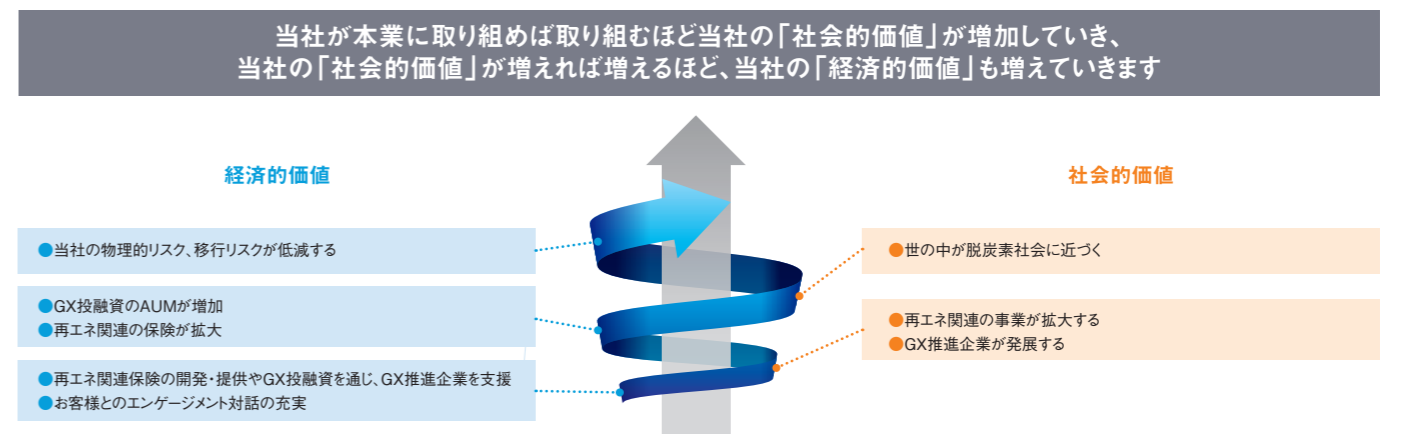 当社が本業に取り組めば取り組むほど当社の「社会的価値」が増加していき、
当社の「社会的価値」が増えれば増えるほど、当社の「経済的価値」も増えていきます
経済的価値
●当社の物理的リスク、移行リスクが低減する
●GX投融資のAUMが増加
●再エネ関連の保険が拡大
●再エネ関連保険の開発・提供やGX投融資を通じ、GX推進企業を支援
●お客様とのエンゲージメント対話の充実
社会的価値
●世の中が脱炭素社会に近づく
●再エネ関連の事業が拡大する
●GX推進企業が発展する